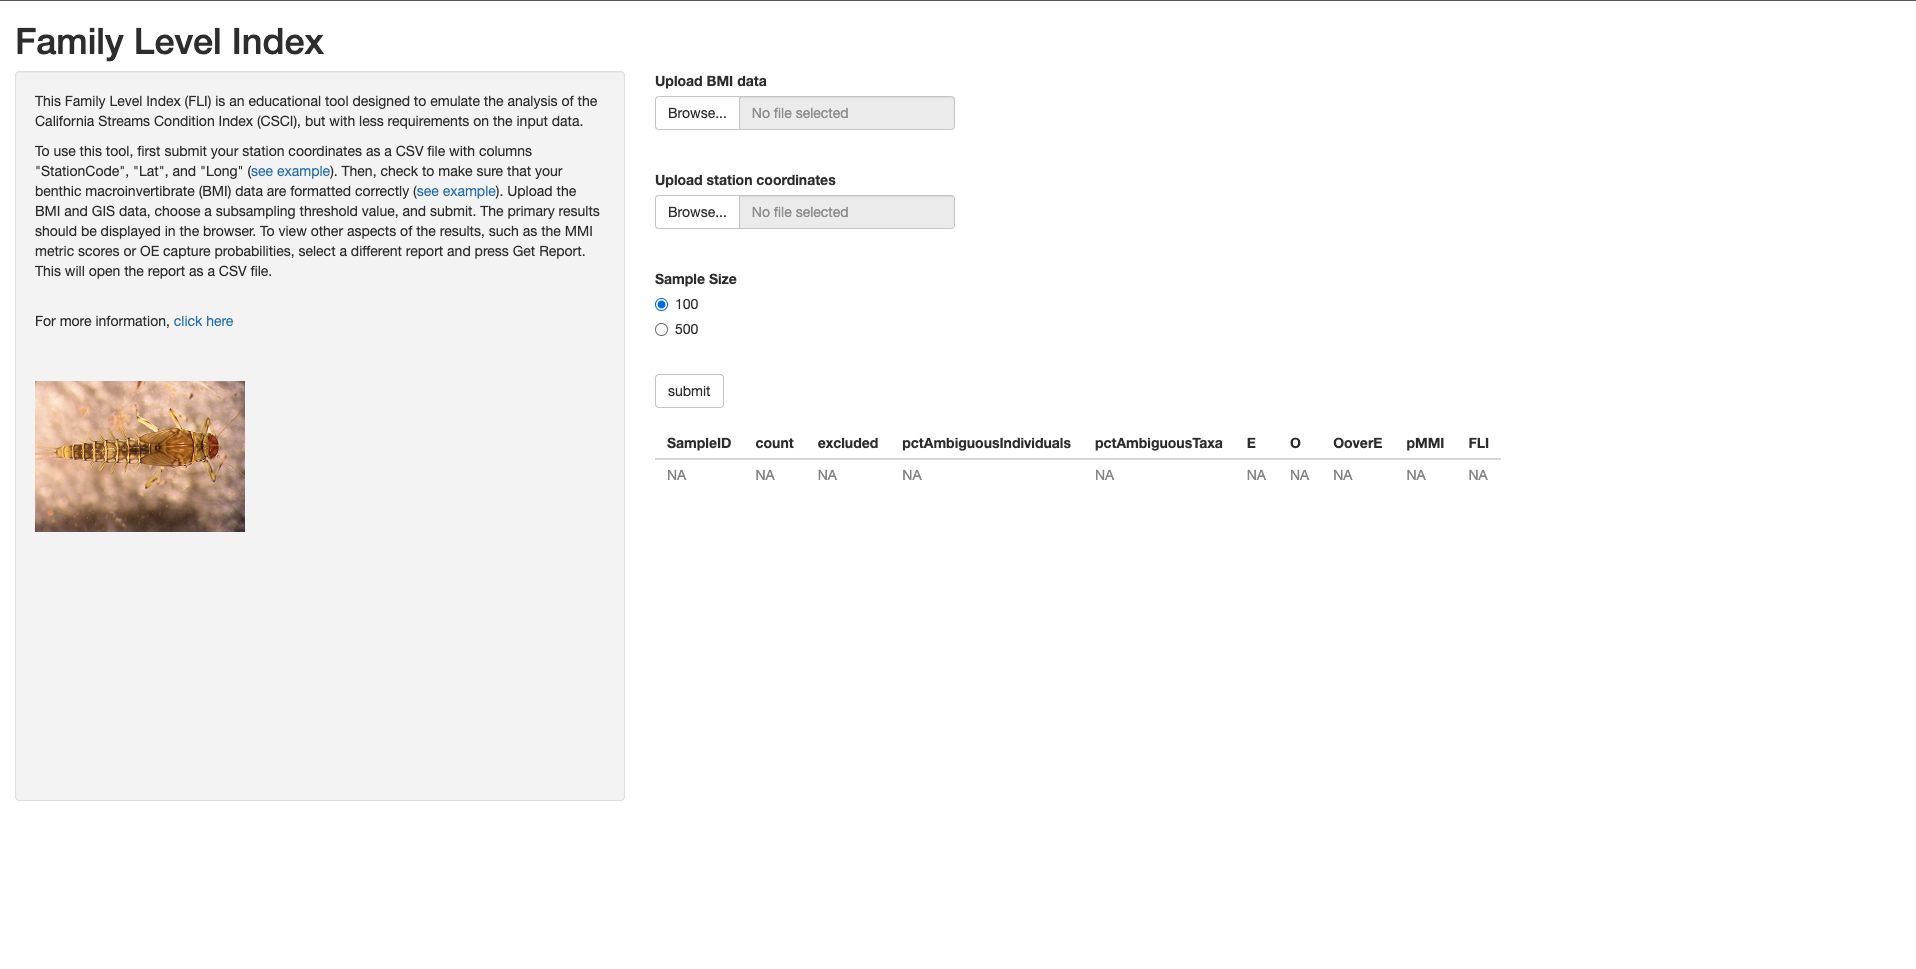 Family Level Index
This Family Level Index (FLI) is an educational tool designed to emulate the analysis of the
California Streams Condition Index (CSCI), but with less requirements on the input data.
To use this tool, first submit your station coordinates as a CSV file with columns
"StationCode", "Lat", and "Long" (see example). Then, check to make sure that your
benthic macroinvertibrate (BMI) data are formatted correctly (see example). Upload the
BMI and GIS data, choose a subsampling threshold value, and submit. The primary results
should be displayed in the browser. To view other aspects of the results, such as the MMI
metric scores or OE capture probabilities, select a different report and press Get Report.
This will open the report as a CSV file.
For more information, click here
Upload BMI data
Browse... No file selected
Upload station coordinates
Browse... No file selected
Sample Size
100
500
submit
SampleID count excluded pctAmbiguousIndividuals pctAmbiguousTaxa E O OoverE pMMI FLI
NA NA NA NA NA NA NA NA NA NA